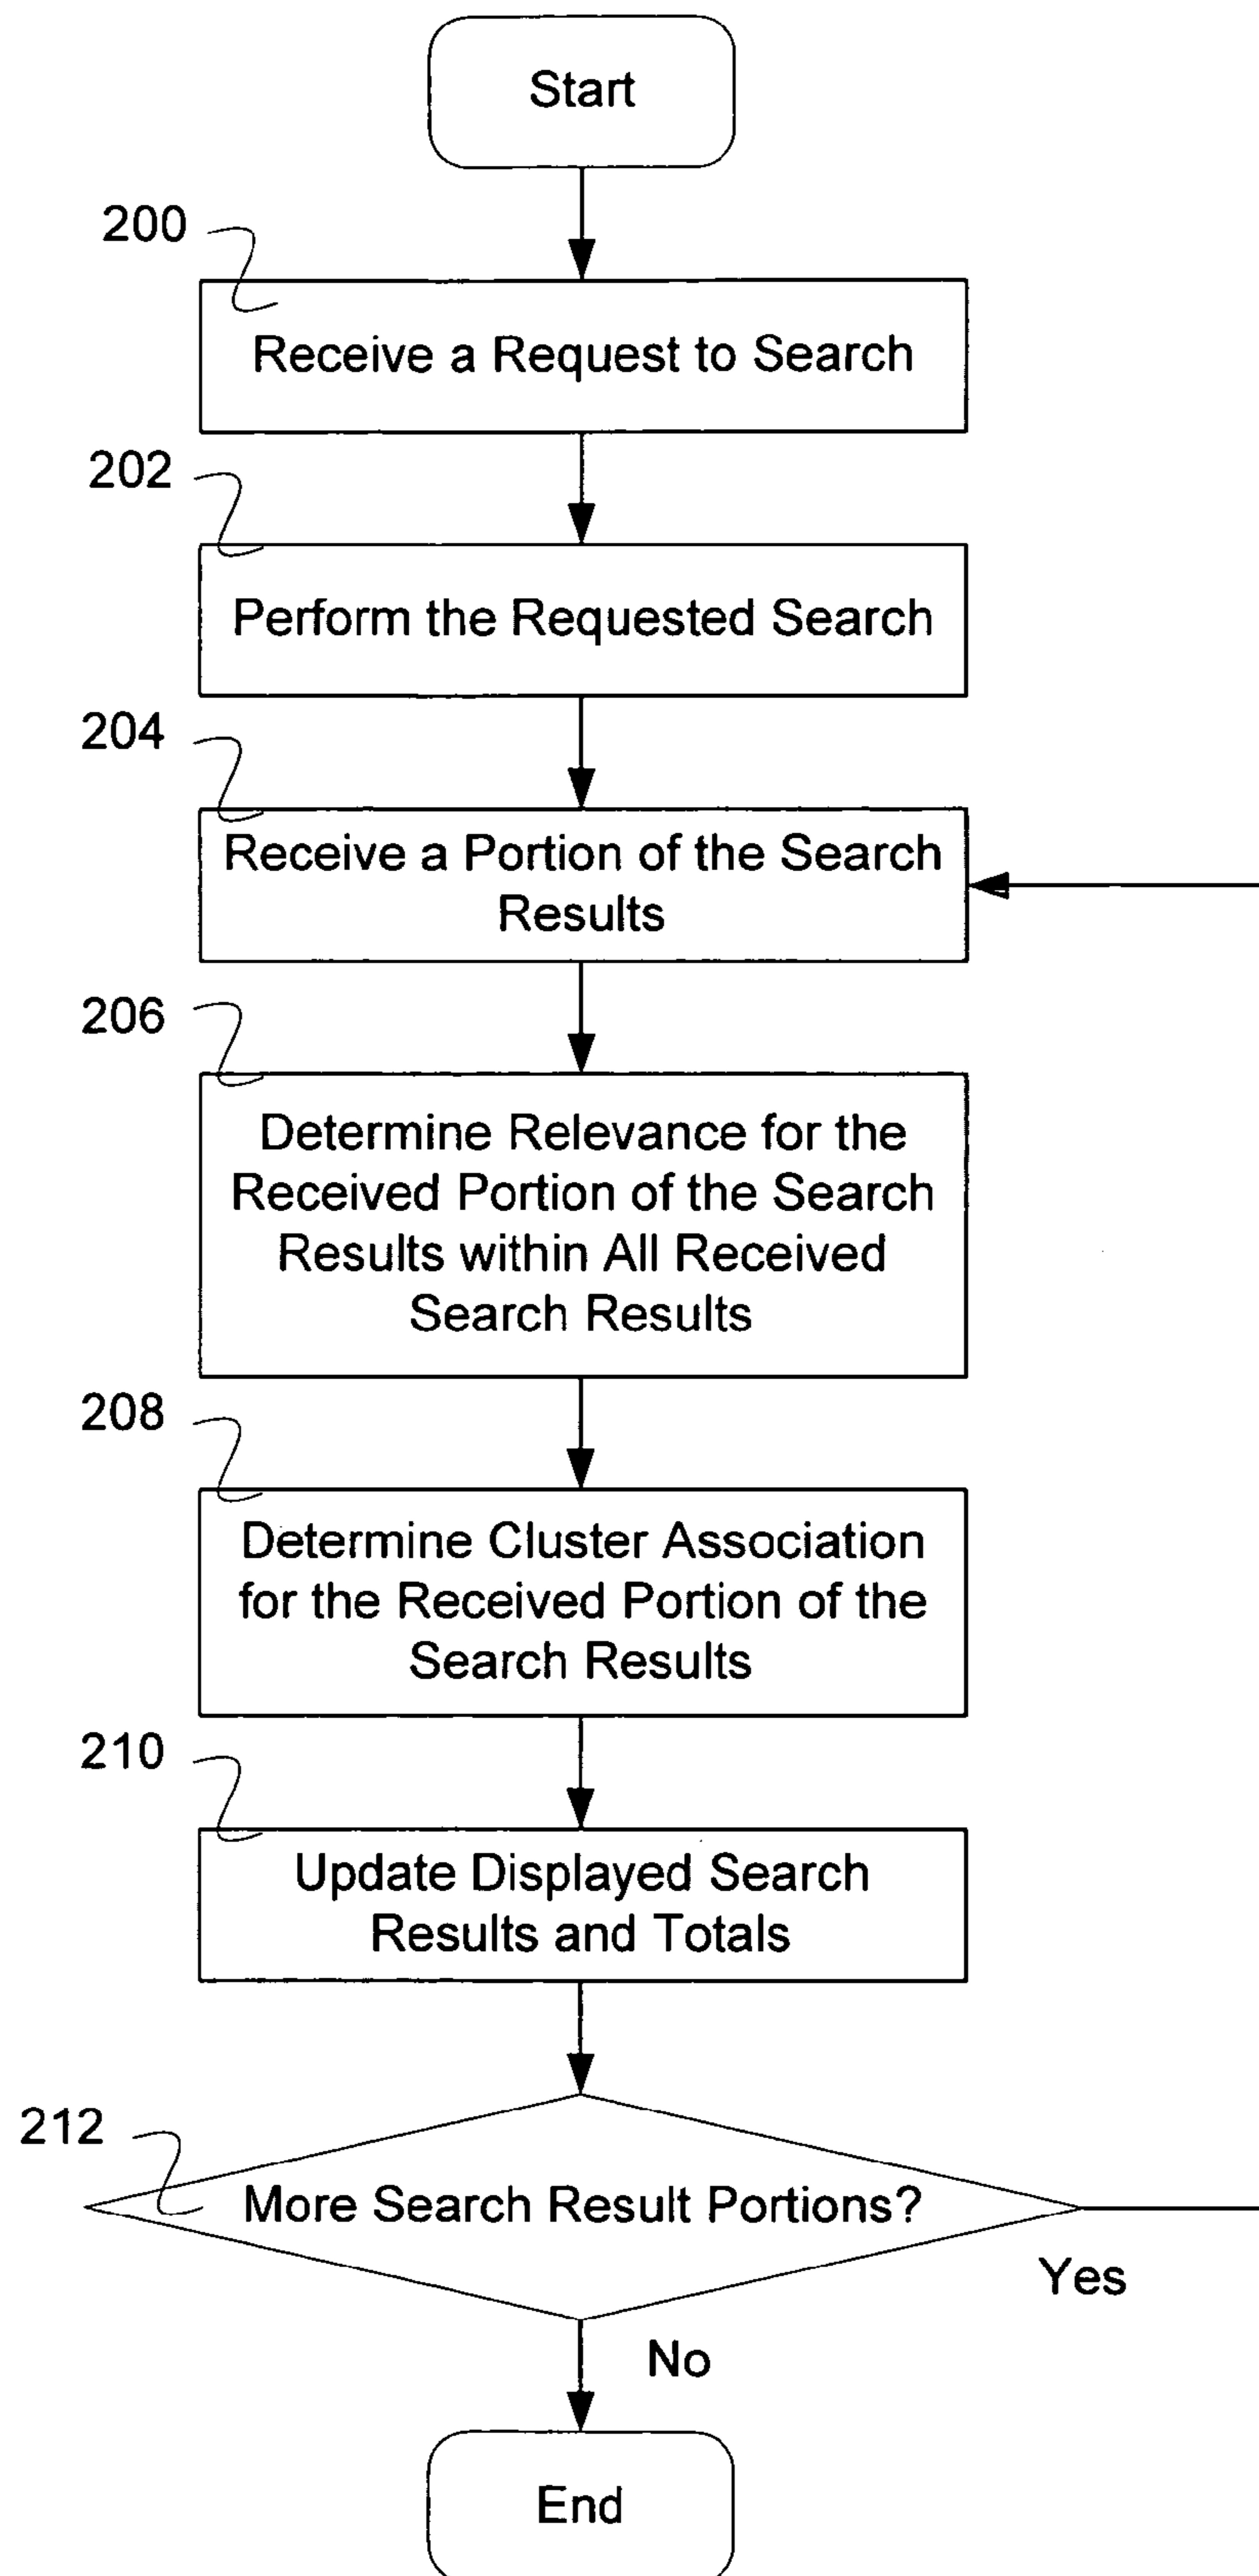 Start
200
Receive a Request to Search
202
Perform the Requested Search
204
Receive a Portion of the Search
Results
206
Determine Relevance for the
Received Portion of the Search
Results within All Received
Search Results
208
Determine Cluster Association
for the Received Portion of the
Search Results
210
Update Displayed Search
Results and Totals
212
More Search Result Portions?
Yes
No
End